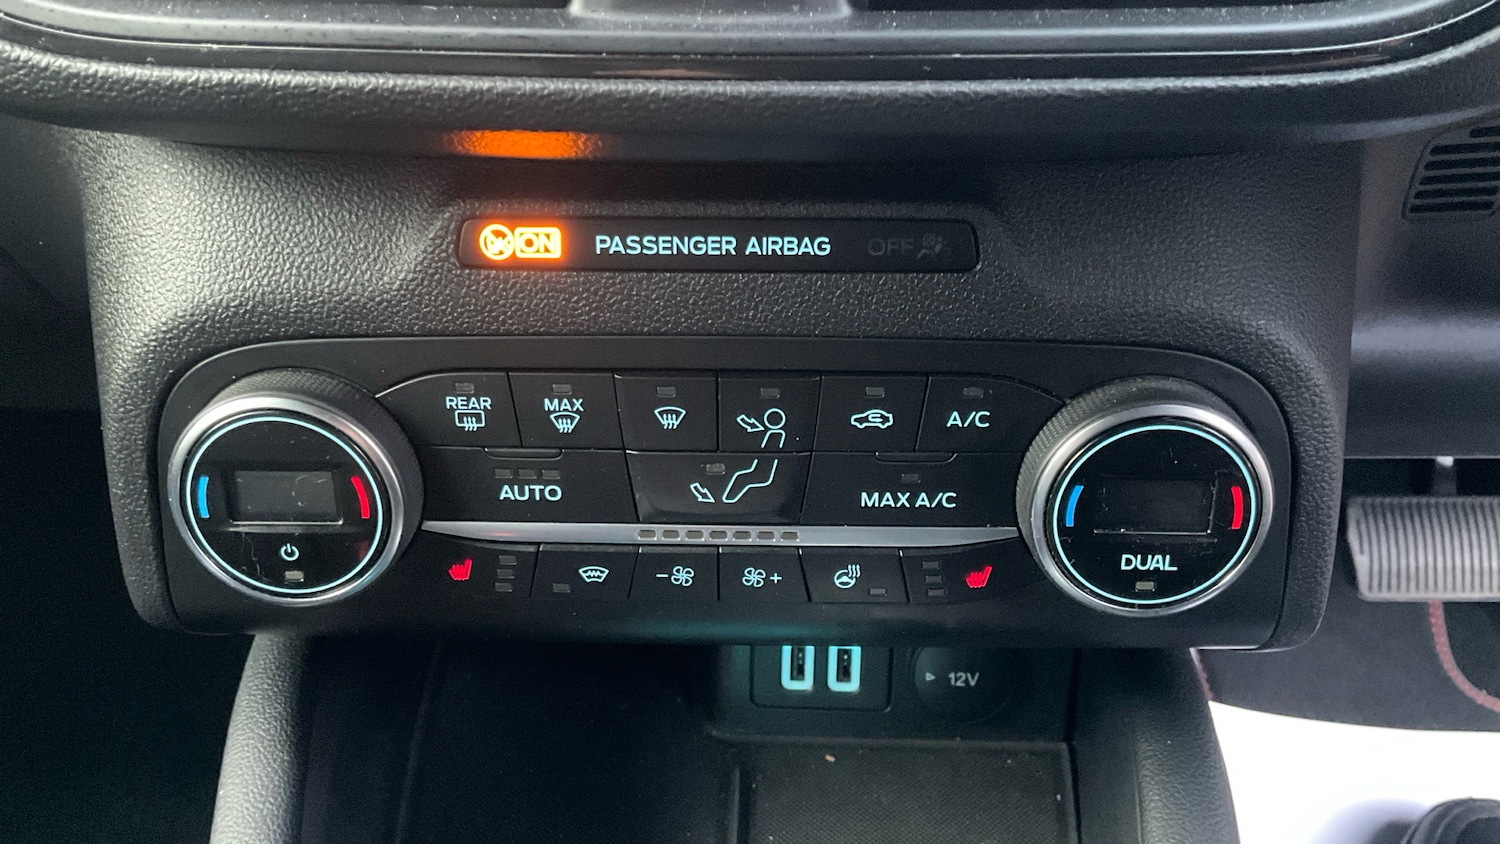 ON PASSENGER AIRBAG OFF
REAR MAX A/C
AUTO MAX A/C
DUAL
- +
12V